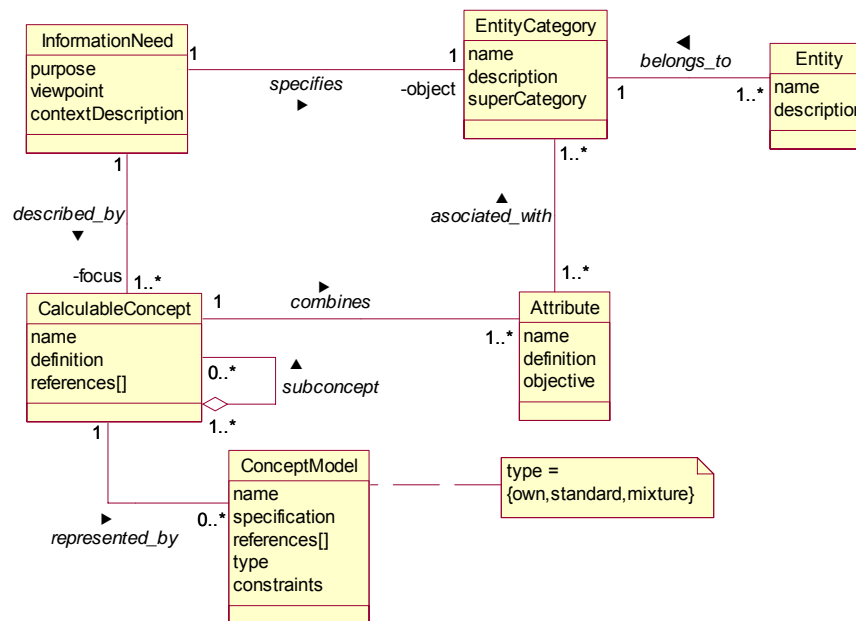 InformationNeed
purpose
viewpoint
contextDescription
1
specifies
1
-object
EntityCategory
name
description
superCategory
belongs_to
1
1..*
Entity
name
description
1
described_by
-focus
1..*
1..*
asociated_with
1..*
CalculableConcept
name
definition
references[]
1
combines
1..*
Attribute
name
definition
objective
0..*
subconcept
1..*
1
represented_by
0..*
ConceptModel
name
specification
references[]
type
constraints
type =
{own,standard,mixture}